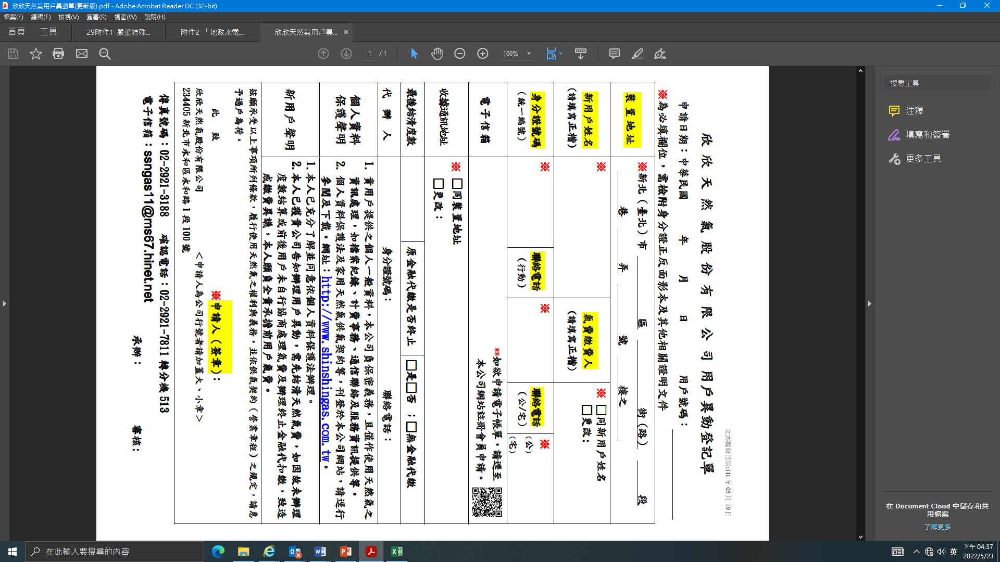 欣欣天然氣用戶異動單(更新版).pdf - Adobe Acrobat Reader DC (32-bit)
檔案(F) 編輯(E) 檢視(V) 簽署(S) 視窗(W) 說明(H)
首頁 工具 29附件1-嚴重特殊... 附件2-「地政水電... 欣欣天然氣用戶異... ×
1 / 1 100%
搜尋工具
注釋
填寫和簽署
更多工具
在 Document Cloud 中儲存和共用檔案
了解更多
文案編修日期:111 年 05 月 19 日
欣欣天然氣股份有限公司用戶異動登記單
申請日期：中華民國 年 月 日 用戶號碼：
※為必填欄位，需檢附身分證正反面影本及其他相關證明文件
裝置地址 ※新北（臺北）市 區 街（路） 段
巷 弄 號 樓之
新用戶姓名 (請填寫正楷) ※
氣費繳費人 (請填寫正楷) ※ □同新用戶姓名
□更改：
身分證號碼 (統一編號) ※
聯絡電話 (行動) ※
聯絡電話 (公/宅) ※
(公)
(宅)
電子信箱
**如欲申請電子帳單，請逕至
本公司網站註冊會員申請。
收據通訊地址 ※ □同裝置地址
□更改：
最後結清度數 原金融代繳是否終止 □是□否 ；□無金融代繳
代辦人 身分證號碼： 聯絡電話：
個人資料保護聲明
1. 貴用戶提供之個人一般資料，本公司負保密義務，且僅作使用天然氣之
資訊處理，如檔案紀錄、計費事務、通信聯絡及服務資訊提供等。
2. 個人資料保護法及家用天然氣供氣契約等，刊登於本公司網站，請逕行
參閱及下載。網址：http://www.shinshingas.com.tw。
新用戶聲明
1. 本人已充分了解並同意依個人資料保護法辦理。
2. 本人已獲貴公司告知辦理用戶異動，需先結清天然氣費，如因故未辦理
度數結算或前後用戶未自行協商處理氣費及辦理終止金融代扣繳，致造
成繳費異議，本人願負全責承擔前用戶氣費。
茲願承受以上事項所列條款，履行使用天然氣之權利與義務，並依供氣契約（營業章程）之規定，請惠
予過戶為荷。
此 致
※申請人（簽章）：
欣欣天然氣股份有限公司 <申請人為公司行號者請加蓋大、小章>
234405 新北市永和區永和路 1 段 100 號
傳真號碼：02-2921-3188 確認電話：02-2921-7811 轉分機 513
電子信箱：ssngas11@ms67.hinet.net
承辦： 審核：
在此輸入要搜尋的內容
英
下午 04:37
2022/5/23